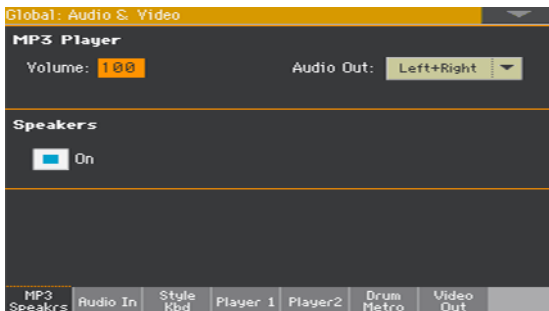 Global: Audio & Video
MP3 Player
Volume: 100 Audio Out: Left+Right
Speakers
On
MP3 Speakrs Audio In Style Kbd Player 1 Player2 Drum Metro Video Out